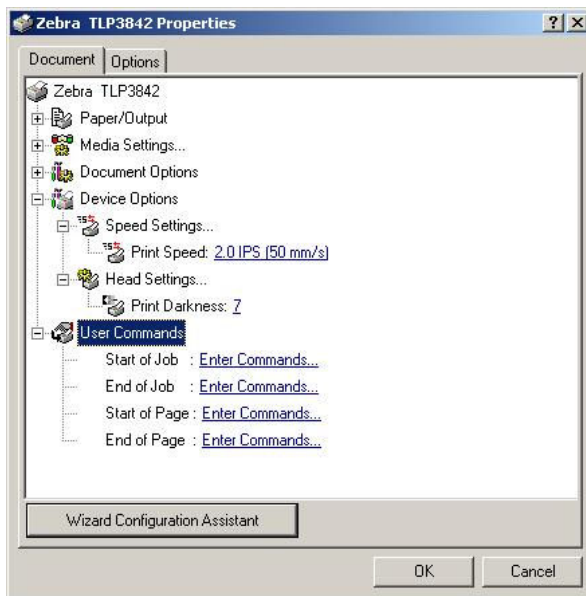 Zebra TLP3842 Properties
Document
Options
Zebra TLP3842
Paper/Output
Media Settings...
Document Options
Device Options
Speed Settings...
Print Speed: 2.0 IPS (50 mm/s)
Head Settings...
Print Darkness: 7
User Commands
Start of Job : Enter Commands...
End of Job : Enter Commands...
Start of Page : Enter Commands...
End of Page : Enter Commands...
Wizard Configuration Assistant
OK
Cancel